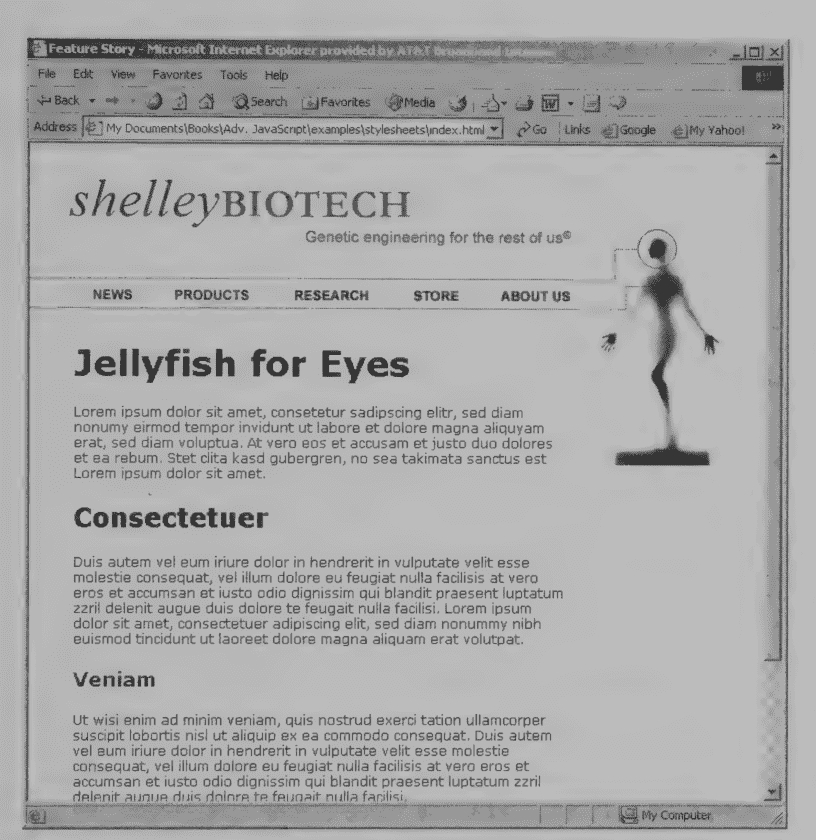 Feature Story - Microsoft Internet Explorer provided by AT&T Broadband
File Edit View Favorites Tools Help
Back Search Favorites Media
Address My Documents\Books\Adv. JavaScript\examples\stylesheets\index.html Go Links Google My Yahoo! »
shelleyBIOTECH
Genetic engineering for the rest of us©
NEWS PRODUCTS RESEARCH STORE ABOUT US
Jellyfish for Eyes
Lorem ipsum dolor sit amet, consetetur sadipscing elitr, sed diam
nonumy eirmod tempor invidunt ut labore et dolore magna aliquyam
erat, sed diam voluptua. At vero eos et accusam et justo duo dolores
et ea rebum. Stet clita kasd gubergren, no sea takimata sanctus est
Lorem ipsum dolor sit amet.
Consectetuer
Duis autem vel eum iriure dolor in hendrerit in vulputate velit esse
molestie consequat, vel illum dolore eu feugiat nulla facilisis at vero
eros et accumsan et iusto odio dignissim qui blandit praesent luptatum
zzril delenit augue duis dolore te feugait nulla facilisi. Lorem ipsum
dolor sit amet, consectetuer adipiscing elit, sed diam nonummy nibh
euismod tincidunt ut laoreet dolore magna aliquam erat volutpat.
Veniam
Ut wisi enim ad minim veniam, quis nostrud exerci tation ullamcorper
suscipit lobortis nisl ut aliquip ex ea commodo consequat. Duis autem
vel eum iriure dolor in hendrerit in vulputate velit esse molestie
consequat, vel illum dolore eu feugiat nulla facilisis at vero eros et
accumsan et iusto odio dignissim qui blandit praesent luptatum zzril
delenit augue duis dolore te feugait nulla facilisi.
My Computer